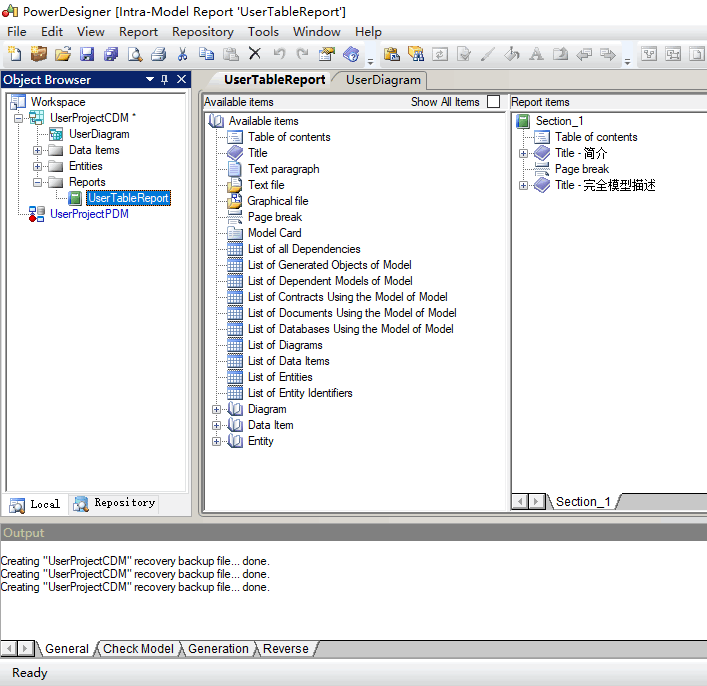 PowerDesigner [Intra-Model Report 'UserTableReport']
File Edit View Report Repository Tools Window Help
Object Browser
Workspace
UserProjectCDM *
UserDiagram
Data Items
Entities
Reports
UserTableReport
UserProjectPDM
Local Repository
UserTableReport UserDiagram
Available items Show All Items
Available items
Table of contents
Title
Text paragraph
Text file
Graphical file
Page break
Model Card
List of all Dependencies
List of Generated Objects of Model
List of Dependent Models of Model
List of Contracts Using the Model of Model
List of Documents Using the Model of Model
List of Databases Using the Model of Model
List of Diagrams
List of Data Items
List of Entities
List of Entity Identifiers
Diagram
Data Item
Entity
Report items
Section_1
Table of contents
Title - 简介
Page break
Title - 完全模型描述
Section_1
Output
Creating "UserProjectCDM" recovery backup file... done.
Creating "UserProjectCDM" recovery backup file... done.
Creating "UserProjectCDM" recovery backup file... done.
General Check Model Generation Reverse
Ready